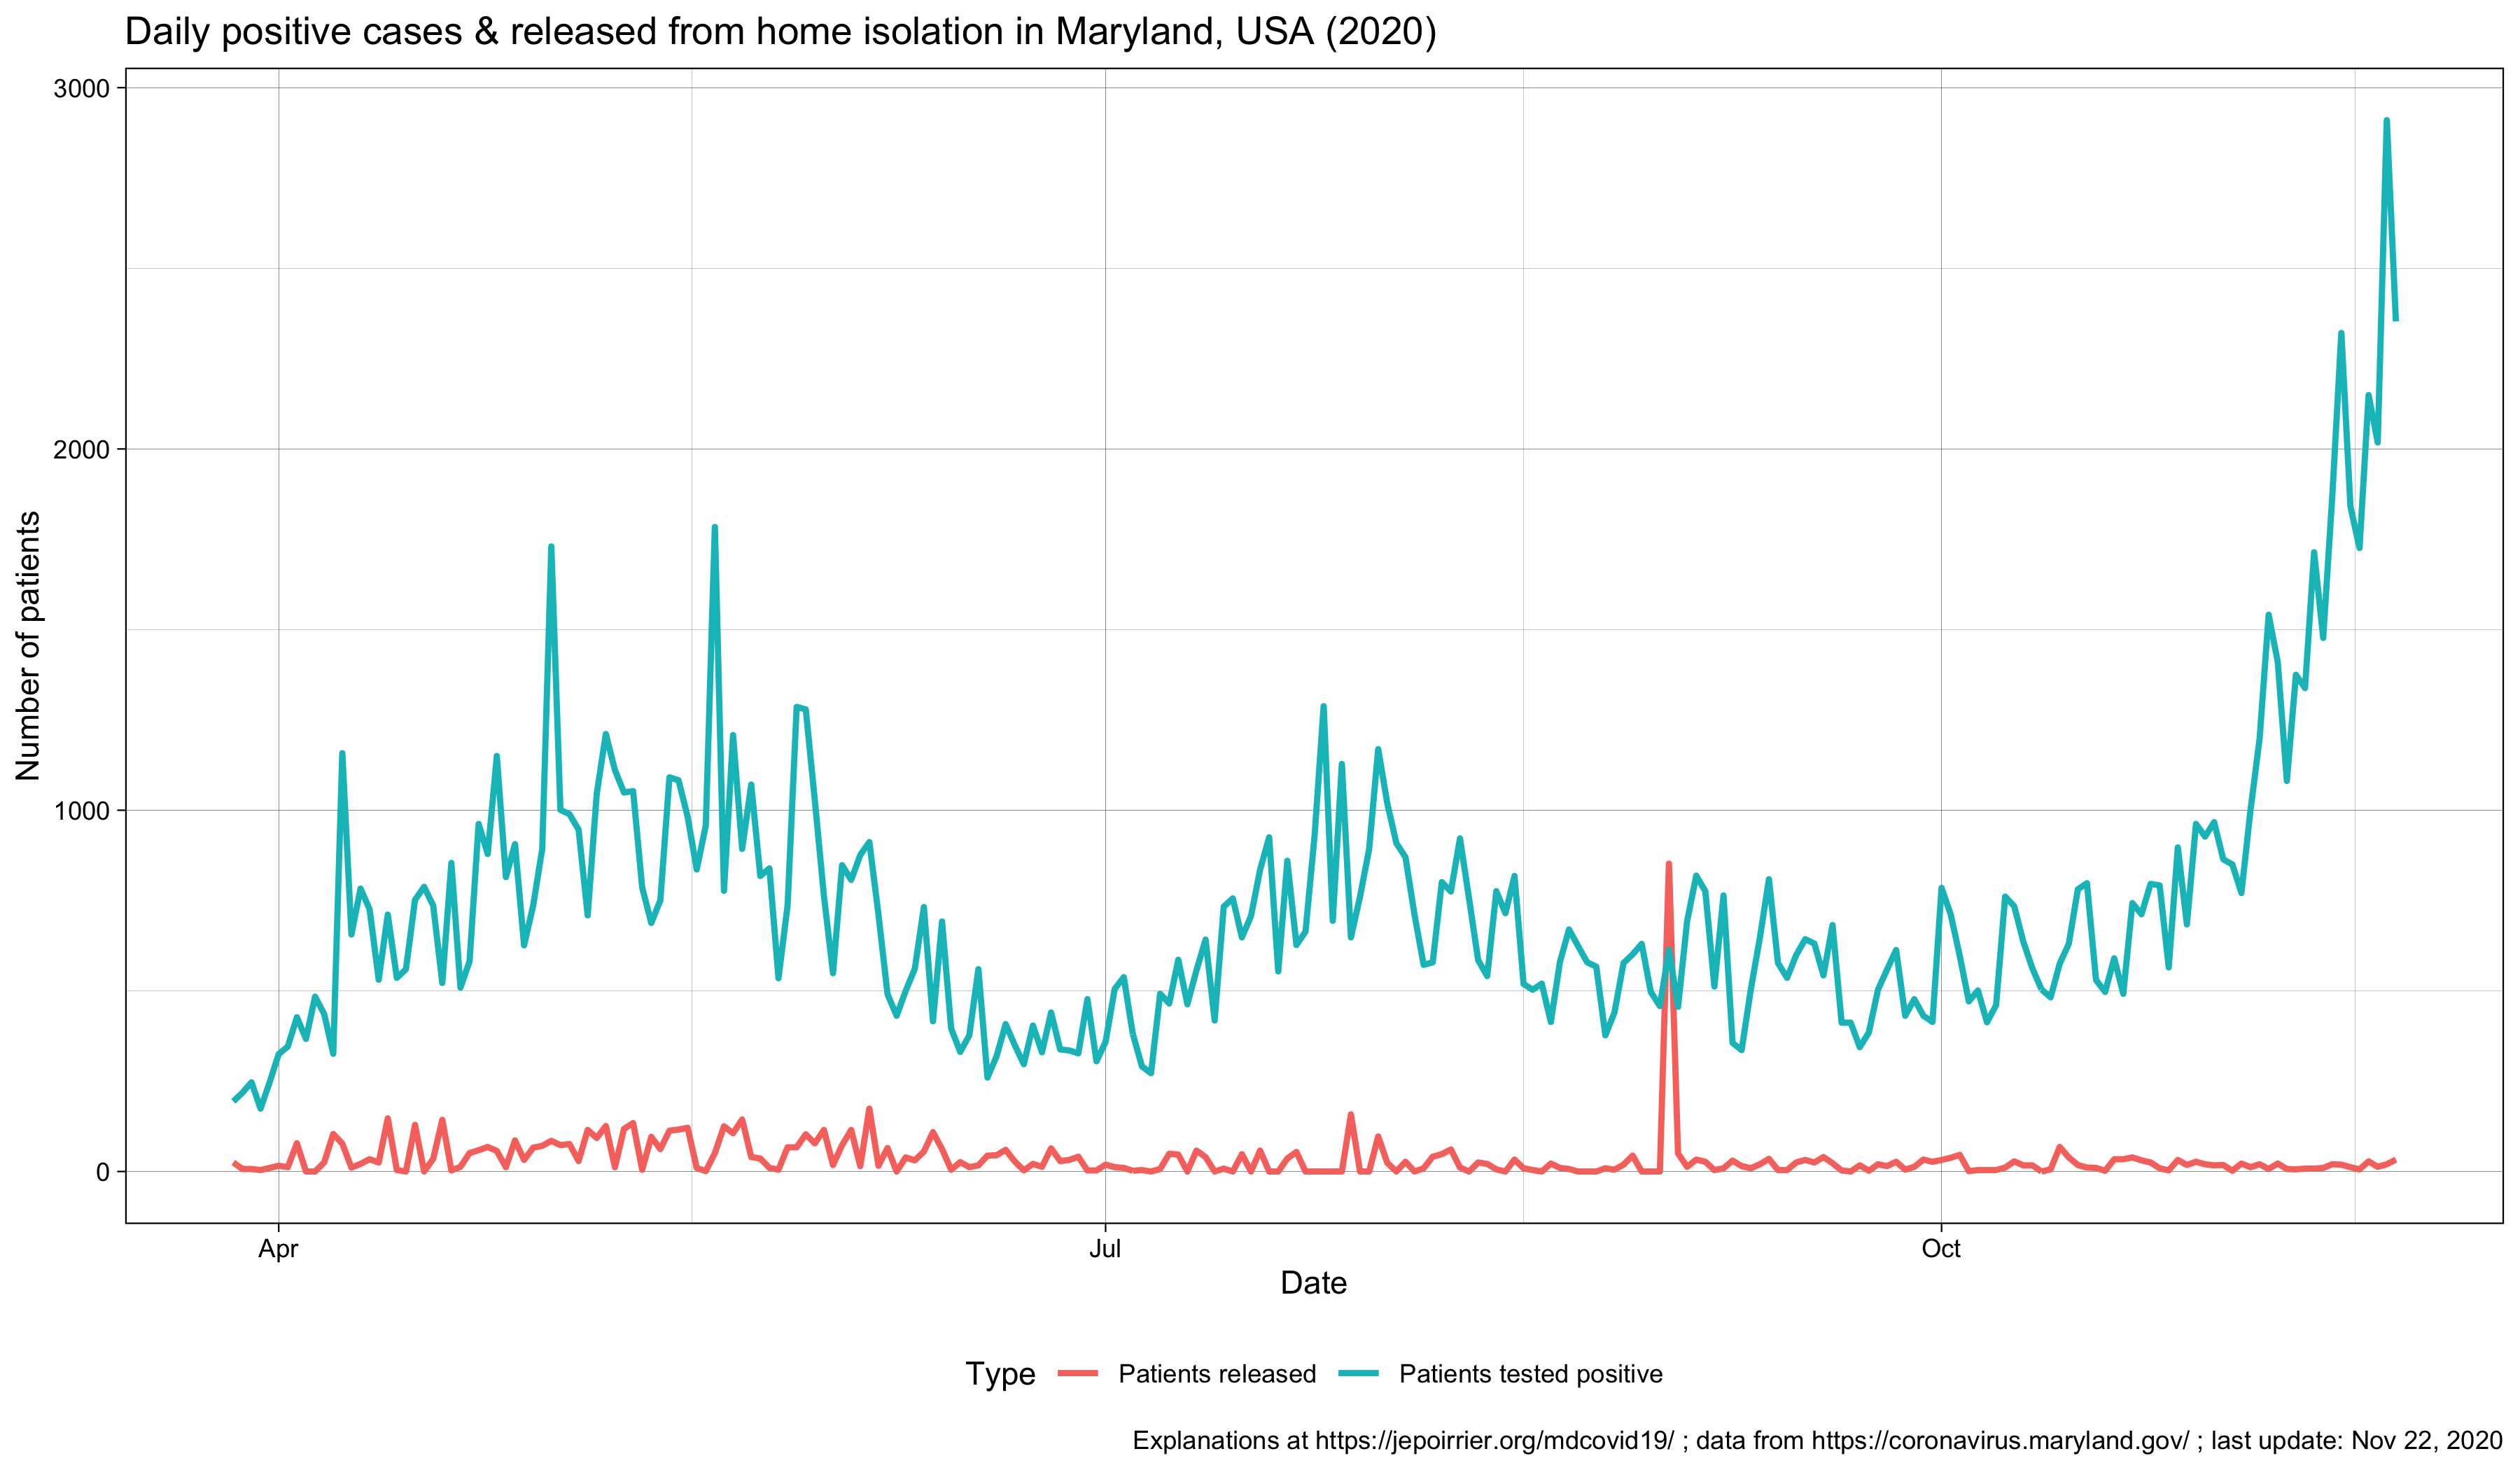 Daily positive cases & released from home isolation in Maryland, USA (2020)
3000
2000
1000
0
Number of patients
Apr
Jul
Oct
Date
Type Patients released Patients tested positive
Explanations at https://jepoirrier.org/mdcovid19/ ; data from https://coronavirus.maryland.gov/ ; last update: Nov 22, 2020